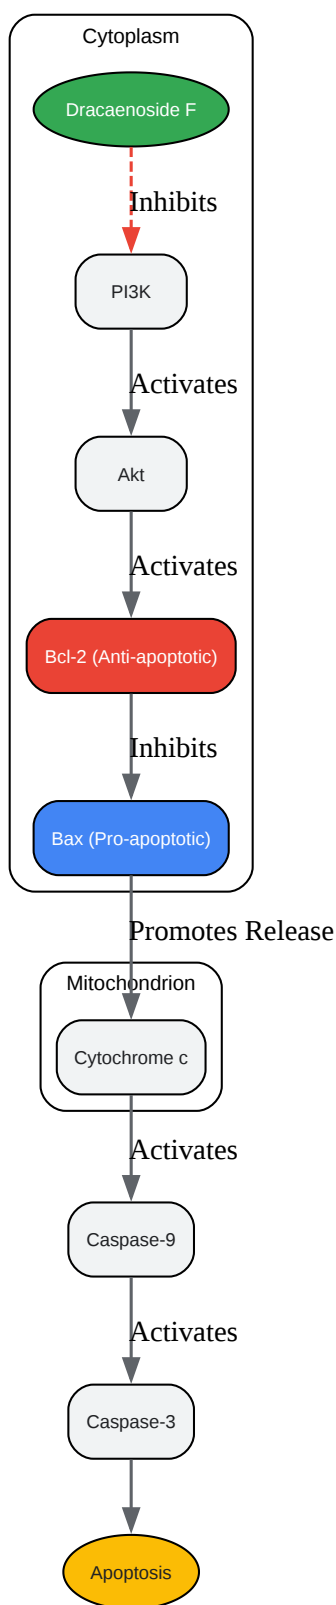 Cytoplasm
Dracaenoside F
Inhibits
PI3K
Activates
Akt
Activates
Bcl-2 (Anti-apoptotic)
Inhibits
Bax (Pro-apoptotic)
Promotes Release
Mitochondrion
Cytochrome c
Activates
Caspase-9
Activates
Caspase-3
Apoptosis